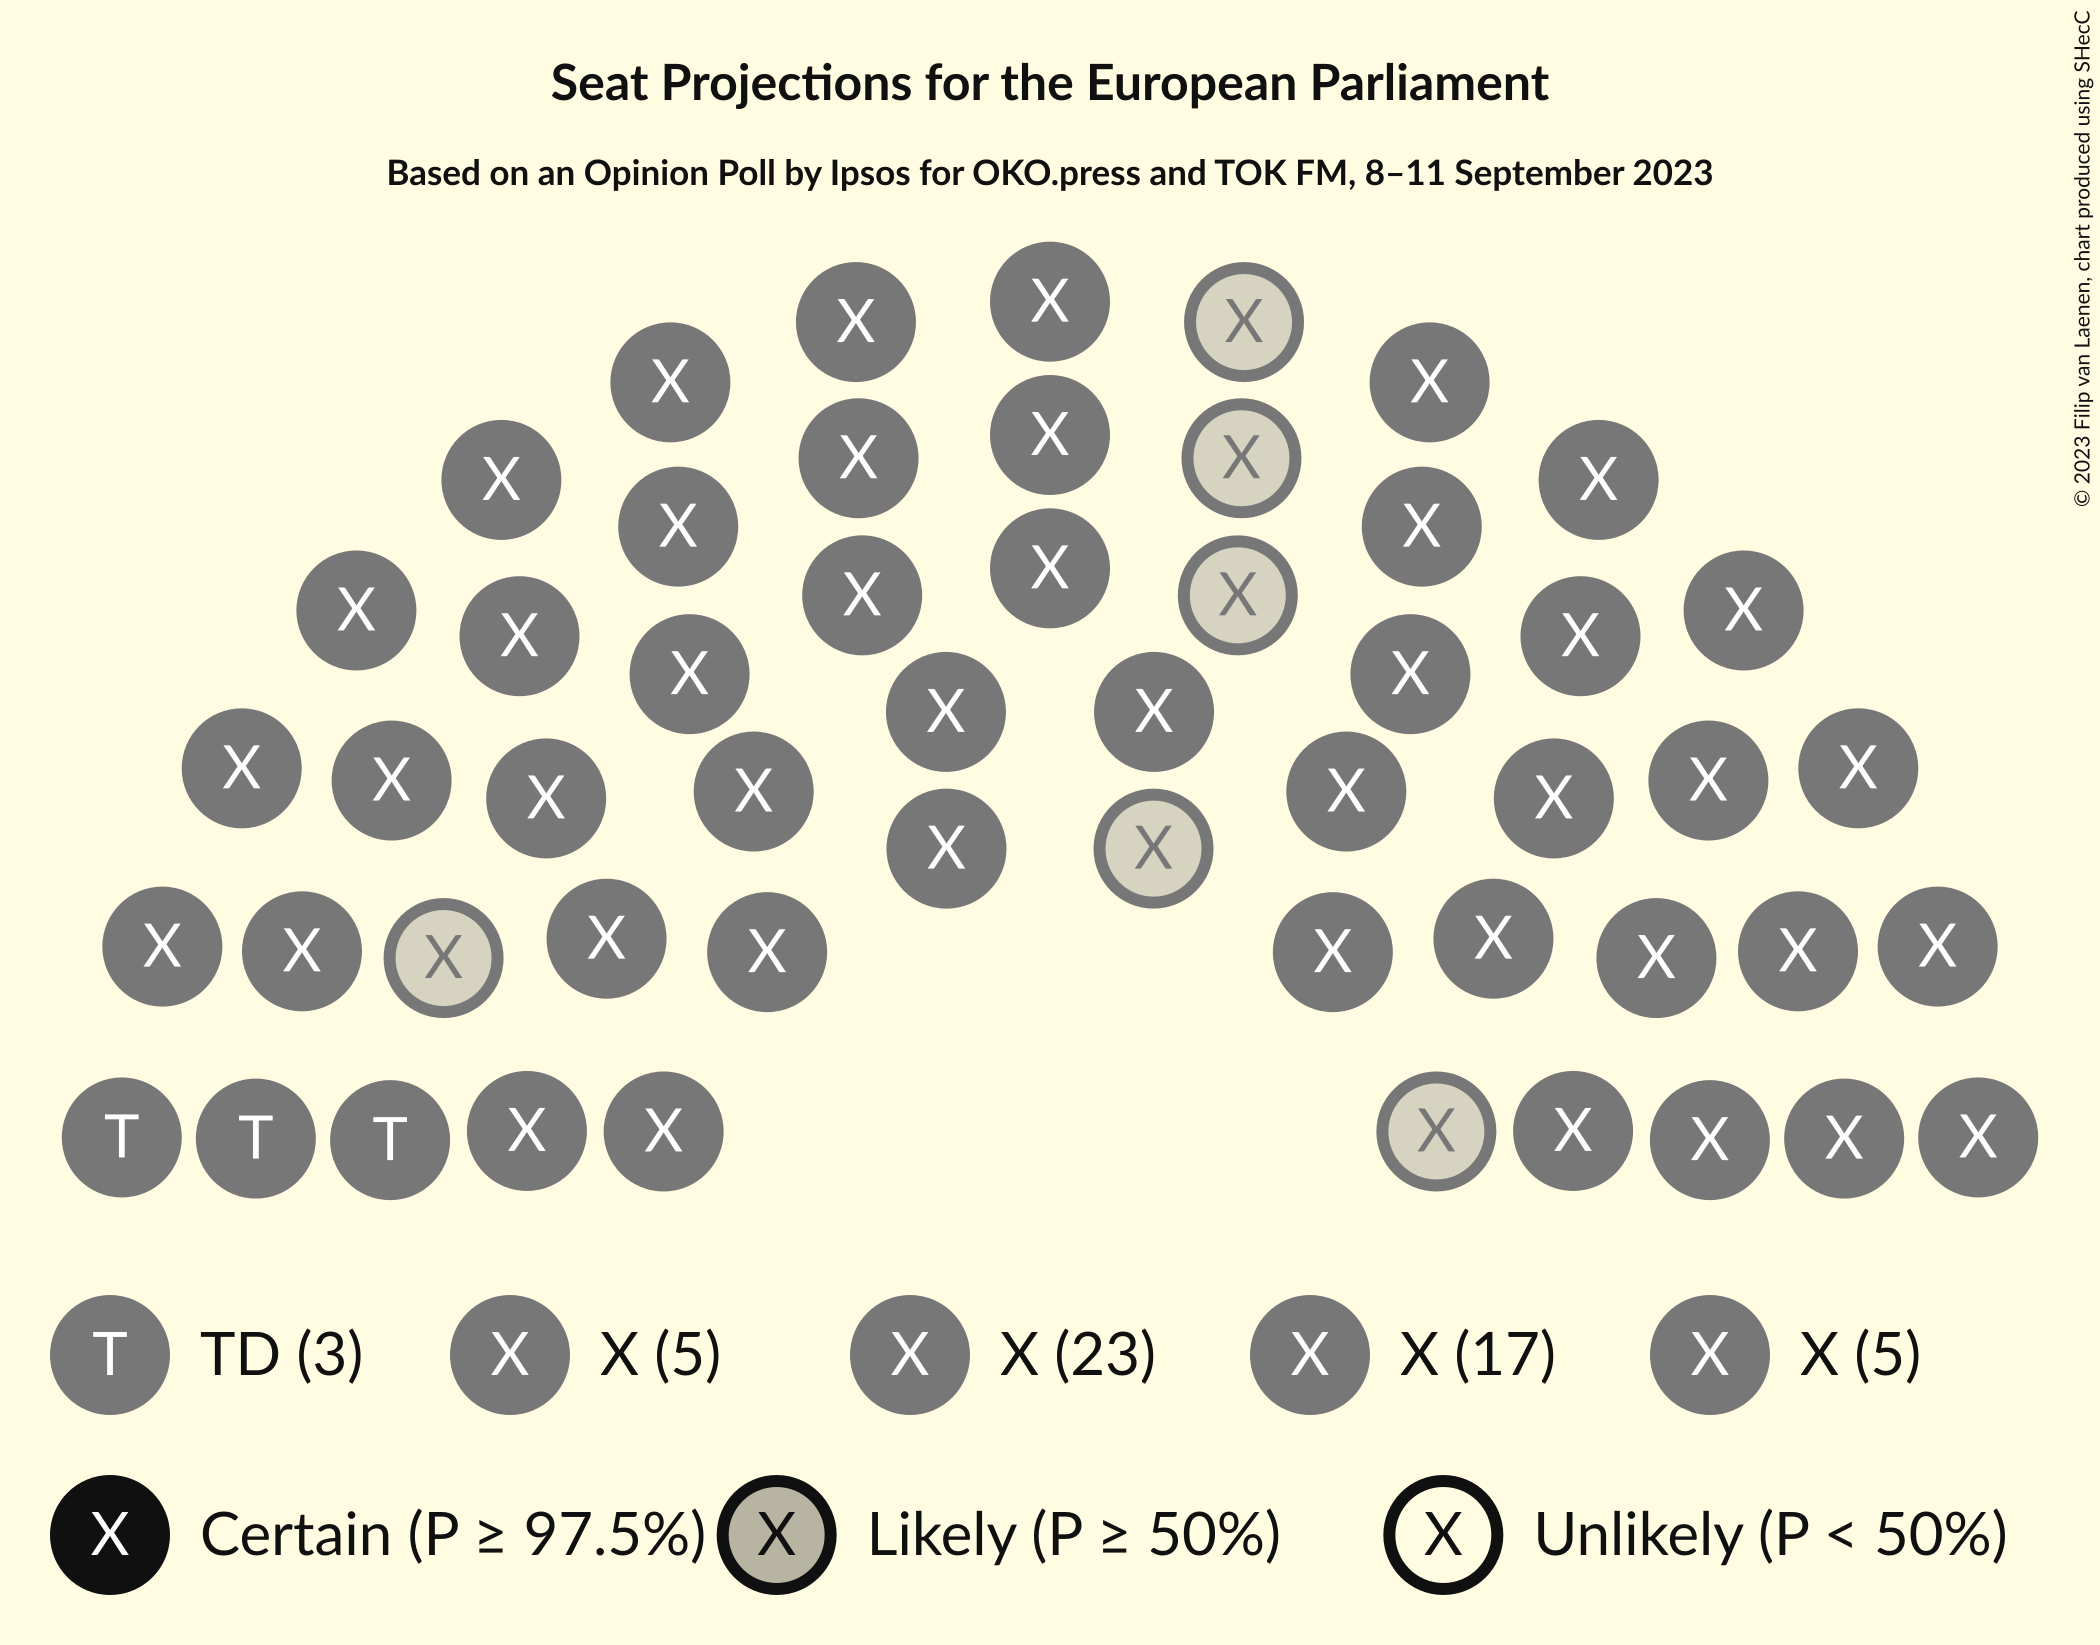 Seat Projections for the European Parliament
Based on an Opinion Poll by Ipsos for OKO.press and TOK FM, 8–11 September 2023
© 2023 Filip van Laenen, chart produced using SHecC
X
X X X
X X
X X X
X X
X X X
X X
X X X
X X
X X
X X
X X
X X
X X X X
X X
X X X X
X X X X X X X X X X
T T T X X X X X X X
T TD (3) X X (5) X X (23) X X (17) X X (5)
X Certain (P ≥ 97.5%) X Likely (P ≥ 50%) X Unlikely (P < 50%)